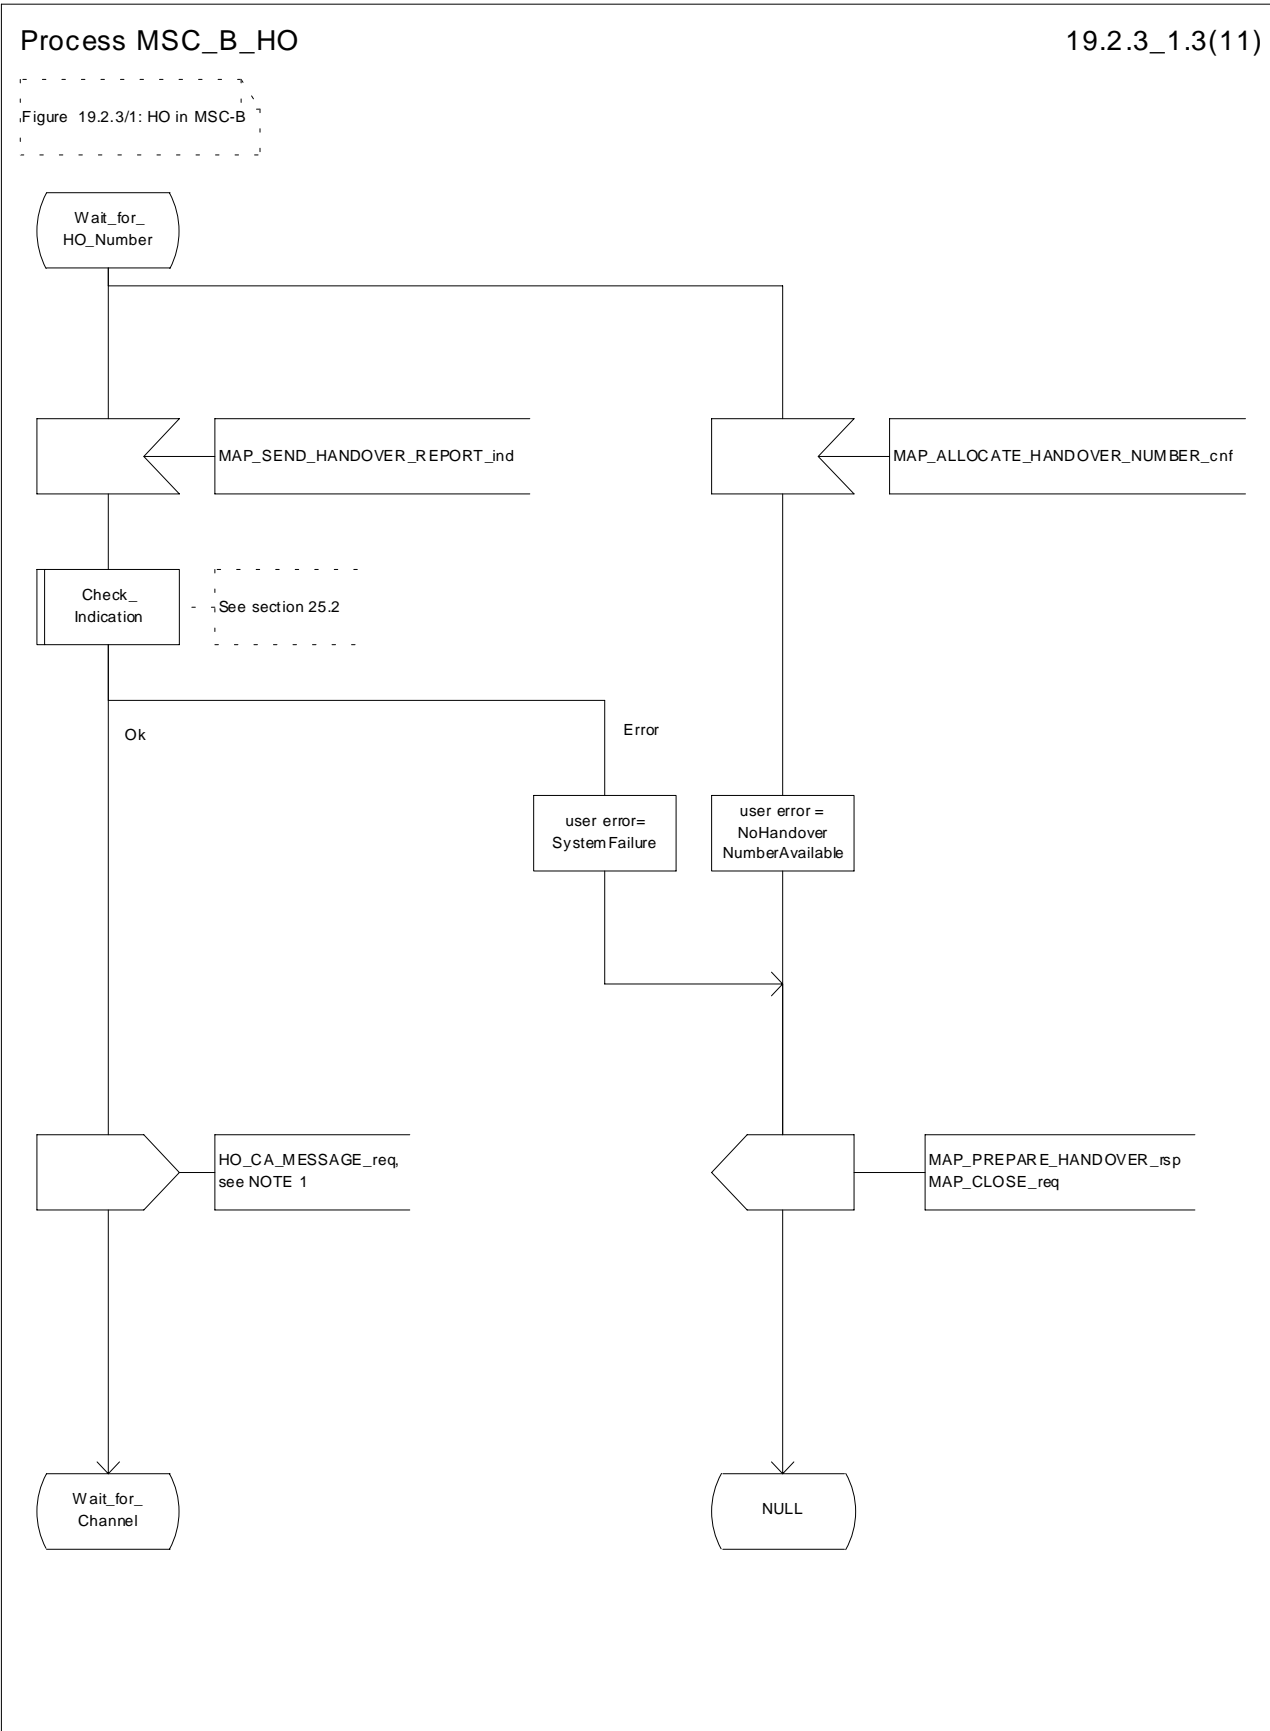 Process MSC_B_HO
19.2.3_1.3(11)
Figure 19.2.3/1: HO in MSC-B
Wait_for_
HO_Number
MAP_SEND_HANDOVER_REPORT_ind
MAP_ALLOCATE_HANDOVER_NUMBER_cnf
Check_
Indication
See section 25.2
Ok
Error
user error=
SystemFailure
user error =
NoHandover
NumberAvailable
HO_CA_MESSAGE_req,
see NOTE 1
MAP_PREPARE_HANDOVER_rsp
MAP_CLOSE_req
Wait_for_
Channel
NULL